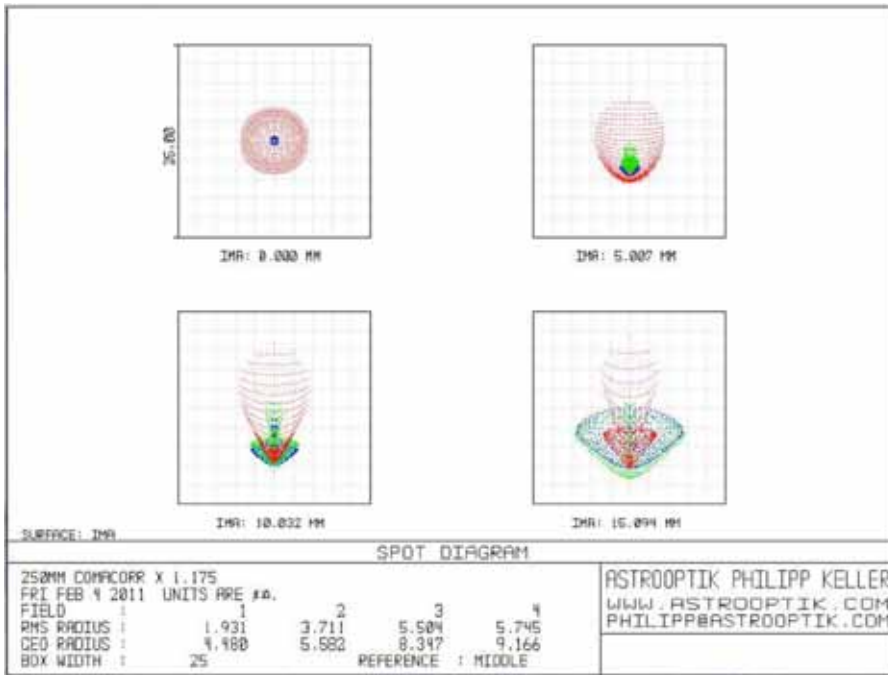 25.00
IMA: 0.000 MM
IMA: 5.007 MM
IMA: 10.032 MM
IMA: 15.094 MM
SURFACE: IMA
SPOT DIAGRAM
250MM COMACORR X 1.175
FRI FEB 4 2011 UNITS ARE µm.
FIELD : 1 2 3 4
RMS RADIUS : 1.931 3.711 5.504 5.745
GEO RADIUS : 4.480 5.582 8.347 9.166
BOX WIDTH : 25 REFERENCE : MIDDLE
ASTROOPTIK PHILIPP KELLER
WWW.ASTROOPTIK.COM
PHILIPP@ASTROOPTIK.COM